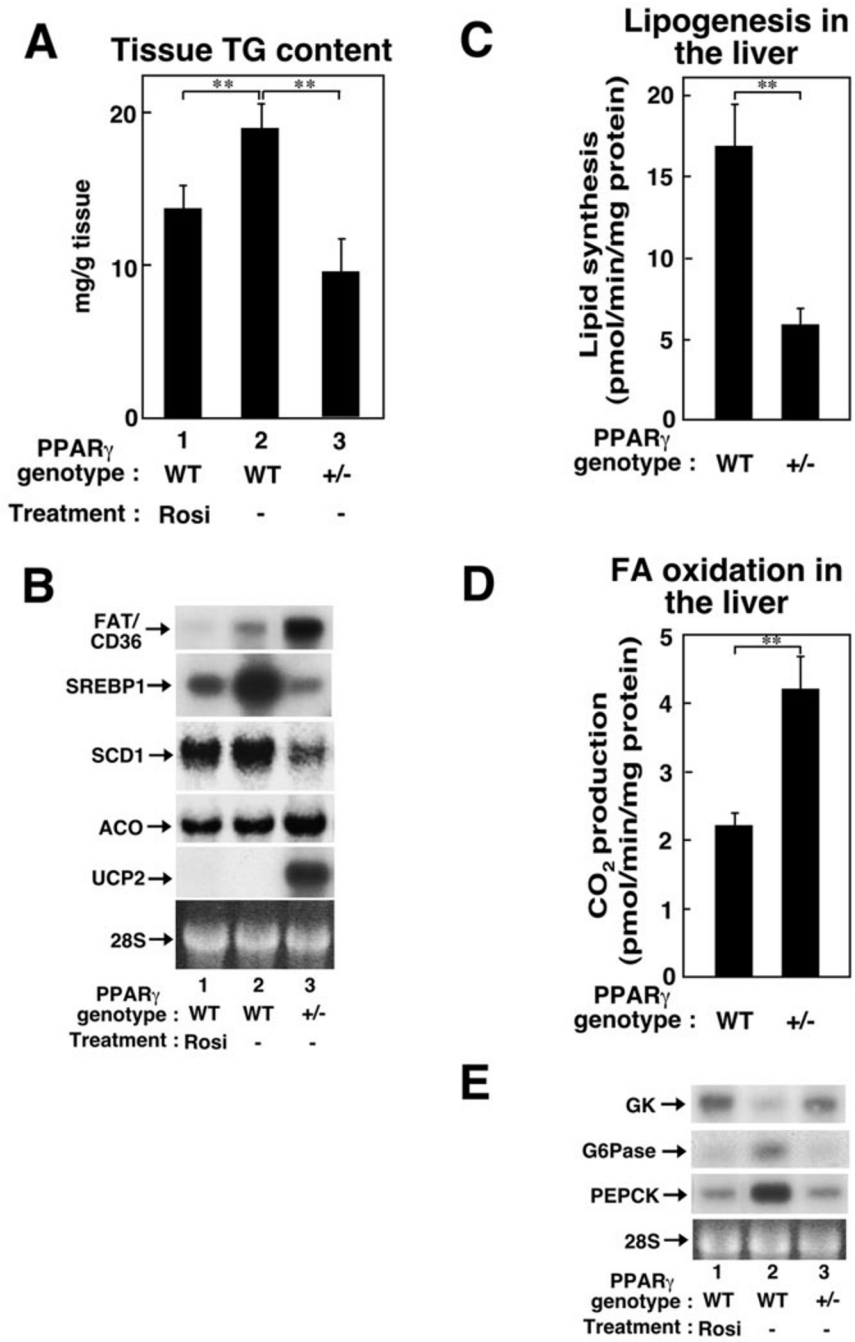 A
Tissue TG content
**
**
20
10
0
mg/g tissue
1 2 3
PPARγ
genotype : WT WT +/-
Treatment : Rosi - -
B
FAT/
CD36
SREBP1
SCD1
ACO
UCP2
28S
1 2 3
PPARγ
genotype : WT WT +/-
Treatment : Rosi - -
C
Lipogenesis in
the liver
**
20
15
10
5
0
Lipid synthesis
(pmol/min/mg protein)
PPARγ
genotype : WT +/-
D
FA oxidation in
the liver
**
5
4
3
2
1
0
CO2 production
(pmol/min/mg protein)
PPARγ
genotype : WT +/-
E
GK
G6Pase
PEPCK
28S
1 2 3
PPARγ
genotype : WT WT +/-
Treatment : Rosi - -